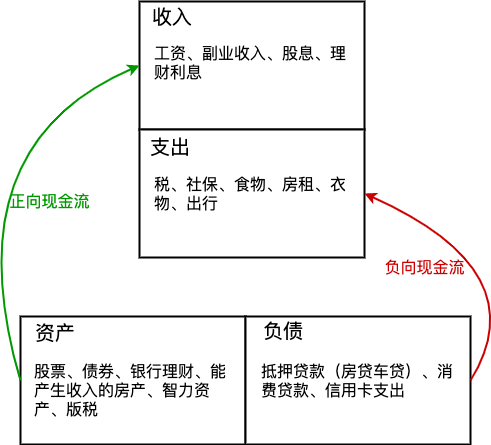 收入
工资、副业收入、股息、理
财利息
支出
税、社保、食物、房租、衣
物、出行
正向现金流
负向现金流
资产
股票、债券、银行理财、能
产生收入的房产、智力资
产、版税
负债
抵押贷款（房贷车贷）、消
费贷款、信用卡支出